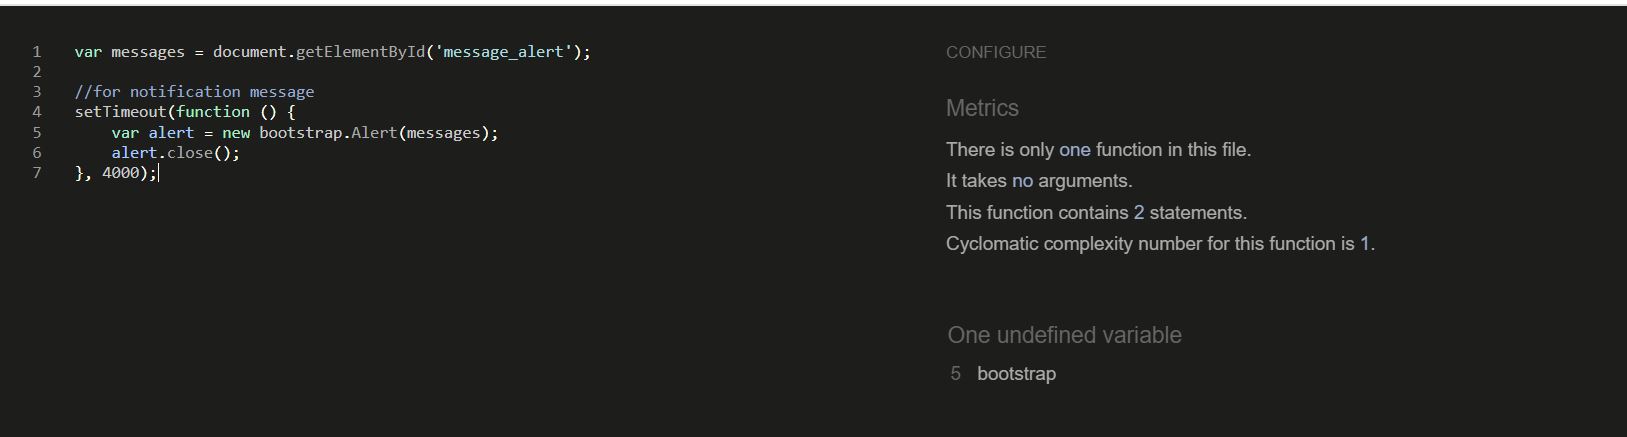 1 var messages = document.getElementById('message_alert');
2
3 //for notification message
4 setTimeout(function () {
5 var alert = new bootstrap.Alert(messages);
6 alert.close();
7 }, 4000);
CONFIGURE
Metrics
There is only one function in this file.
It takes no arguments.
This function contains 2 statements.
Cyclomatic complexity number for this function is 1.
One undefined variable
5 bootstrap